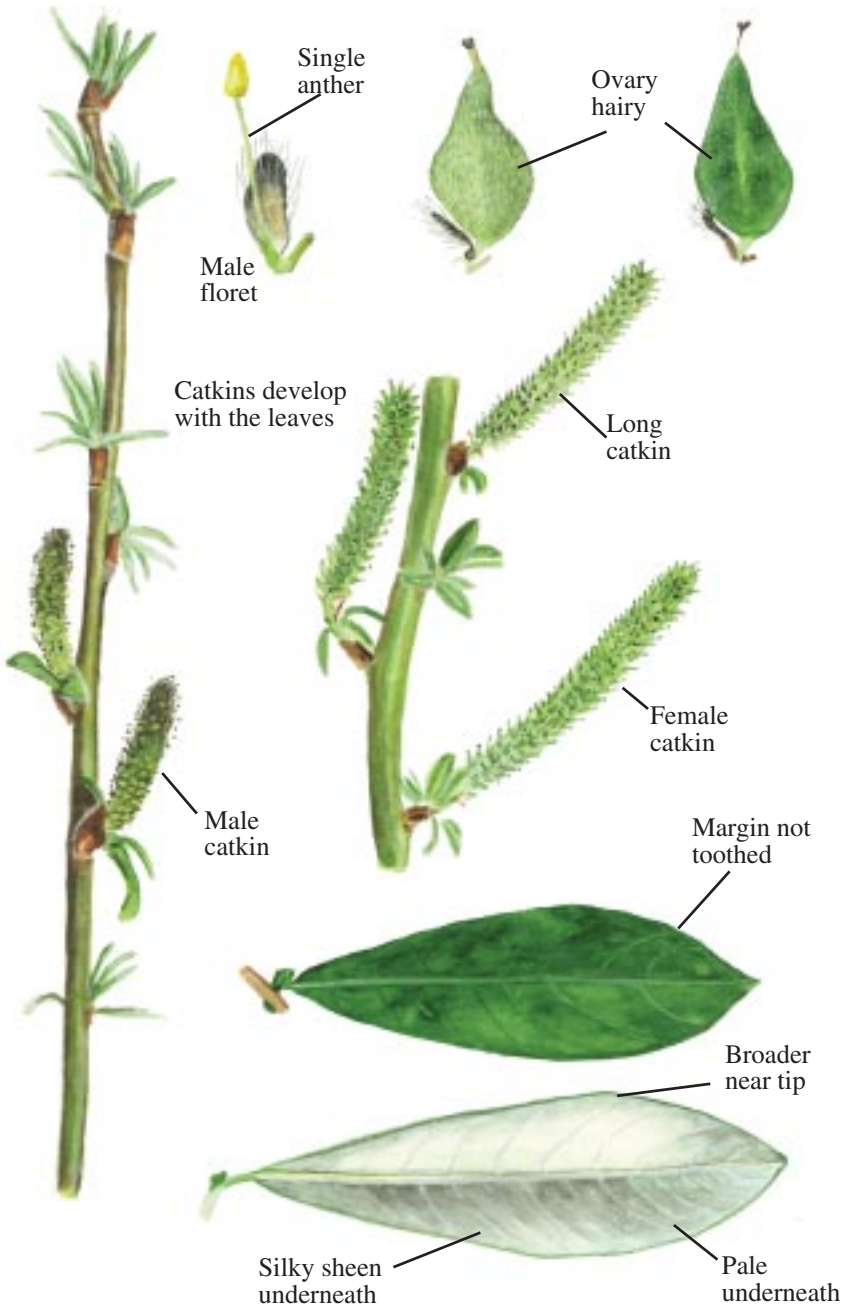 Single
anther
Ovary
hairy
Male
floret
Catkins develop
with the leaves
Long
catkin
Female
catkin
Male
catkin
Margin not
toothed
Broader
near tip
Silky sheen
underneath
Pale
underneath